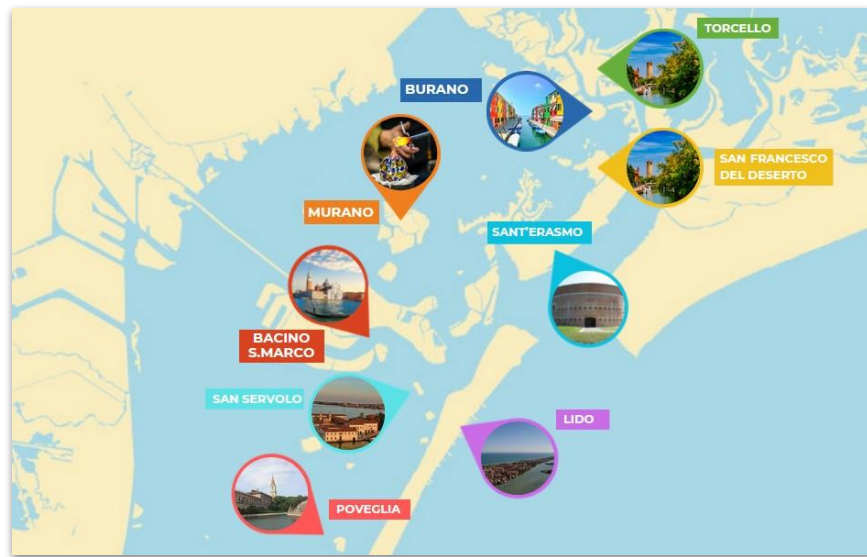 TORCELLO
BURANO
SAN FRANCESCO
DEL DESERTO
MURANO
SANT'ERASMO
BACINO
S.MARCO
SAN SERVOLO
LIDO
POVEGLIA